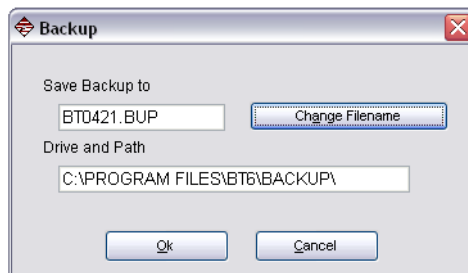 Backup
Save Backup to
BT0421.BUP
Change Filename
Drive and Path
C:\PROGRAM FILES\BT6\BACKUP\
Ok
Cancel